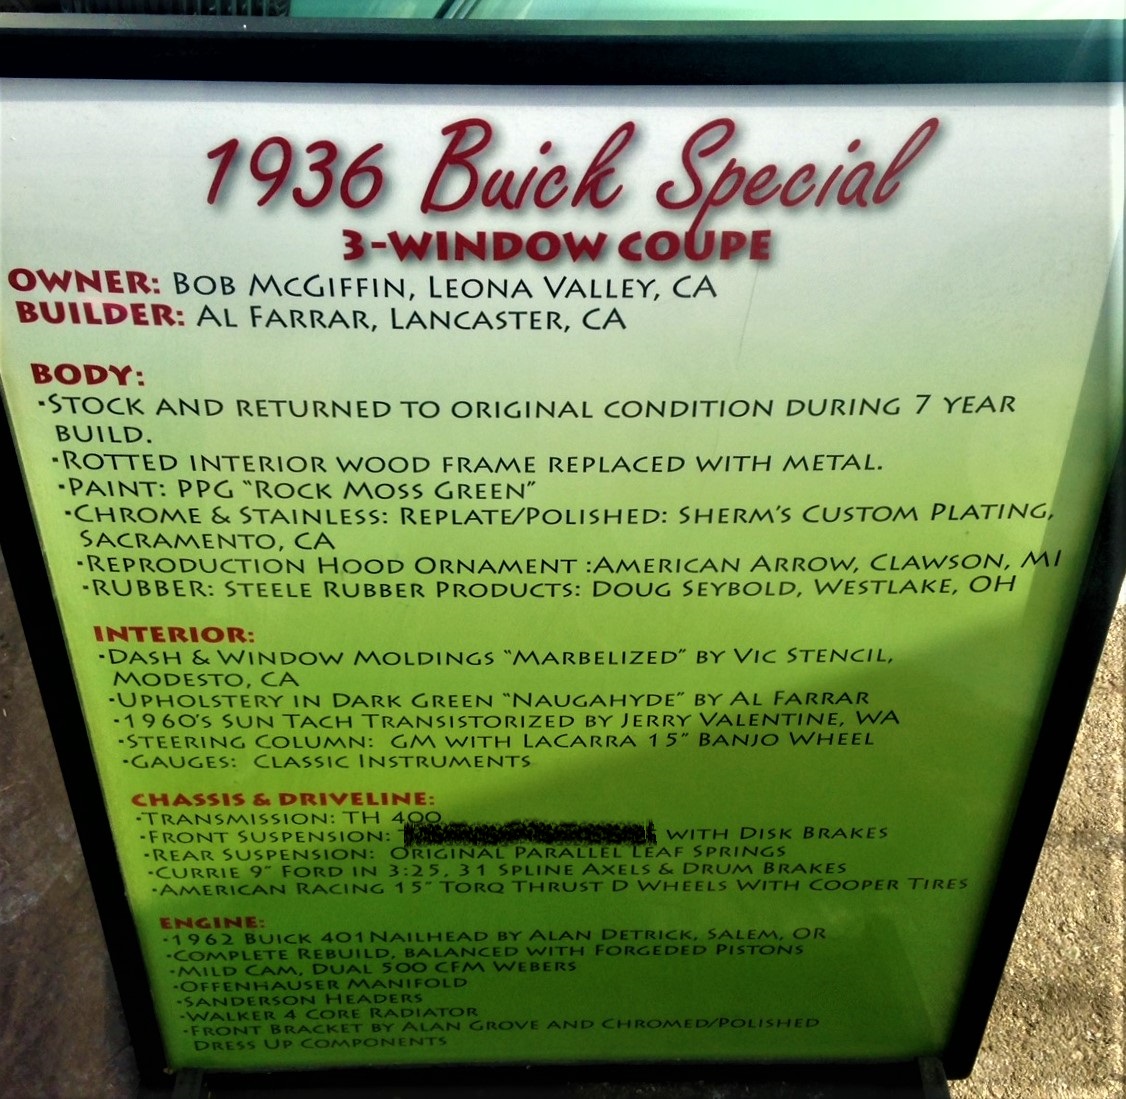 1936 Buick Special
3-WINDOW COUPE
OWNER: BOB MCGIFFIN, LEONA VALLEY, CA
BUILDER: AL FARRAR, LANCASTER, CA
BODY:
·STOCK AND RETURNED TO ORIGINAL CONDITION DURING 7 YEAR
BUILD.
·ROTTED INTERIOR WOOD FRAME REPLACED WITH METAL.
·PAINT: PPG "ROCK MOSS GREEN"
·CHROME & STAINLESS: REPLATE/POLISHED: SHERM'S CUSTOM PLATING,
SACRAMENTO, CA
·REPRODUCTION HOOD ORNAMENT :AMERICAN ARROW, CLAWSON, MI
·RUBBER: STEELE RUBBER PRODUCTS: DOUG SEYBOLD, WESTLAKE, OH
INTERIOR:
·DASH & WINDOW MOLDINGS "MARBELIZED" BY VIC STENCIL,
MODESTO, CA
·UPHOLSTERY IN DARK GREEN "NAUGAHYDE" BY AL FARRAR
·1960'S SUN TACH TRANSISTORIZED BY JERRY VALENTINE, WA
·STEERING COLUMN: GM WITH LACARRA 15" BANJO WHEEL
·GAUGES: CLASSIC INSTRUMENTS
CHASSIS & DRIVELINE:
·TRANSMISSION: TH 400
·FRONT SUSPENSION: WITH DISK BRAKES
·REAR SUSPENSION: ORIGINAL PARALLEL LEAF SPRINGS
·CURRIE 9" FORD IN 3:25, 31 SPLINE AXELS & DRUM BRAKES
·AMERICAN RACING 15" TORQ THRUST D WHEELS WITH COOPER TIRES
ENGINE:
·1962 BUICK 401NAILHEAD BY ALAN DETRICK, SALEM, OR
·COMPLETE REBUILD, BALANCED WITH FORGEDED PISTONS
·MILD CAM, DUAL 500 CFM WEBERS
·OFFENHAUSER MANIFOLD
·SANDERSON HEADERS
·WALKER 4 CORE RADIATOR
·FRONT BRACKET BY ALAN GROVE AND CHROMED/POLISHED
DRESS UP COMPONENTS